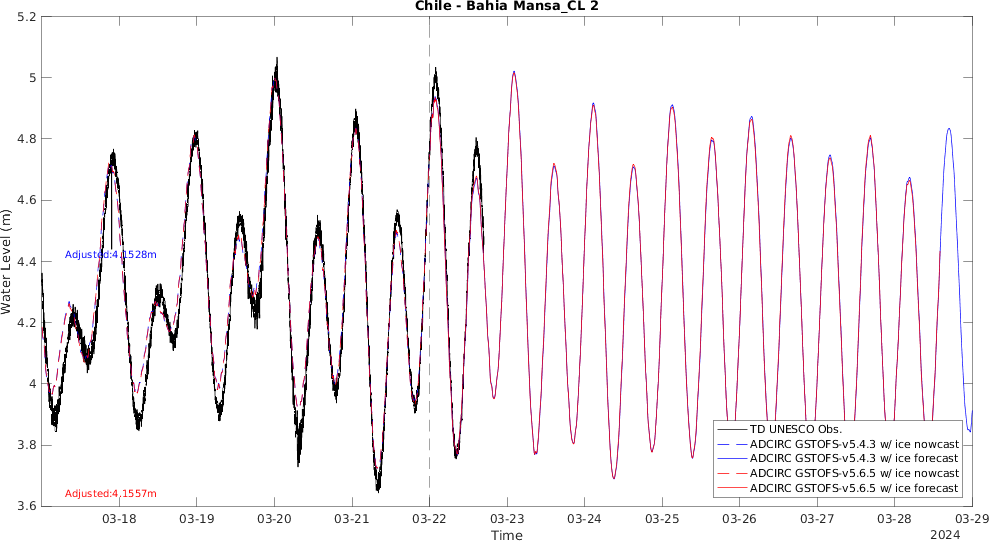 Chile - Bahia Mansa_CL 2
Water Level (m)
5.2
5
4.8
4.6
4.4
4.2
4
3.8
3.6
Adjusted:4.1528m
Adjusted:4.1557m
TD UNESCO Obs.
ADCIRC GSTOFS-v5.4.3 w/ ice nowcast
ADCIRC GSTOFS-v5.4.3 w/ ice forecast
ADCIRC GSTOFS-v5.6.5 w/ ice nowcast
ADCIRC GSTOFS-v5.6.5 w/ ice forecast
03-18 03-19 03-20 03-21 03-22 03-23 03-24 03-25 03-26 03-27 03-28 03-29
Time
2024